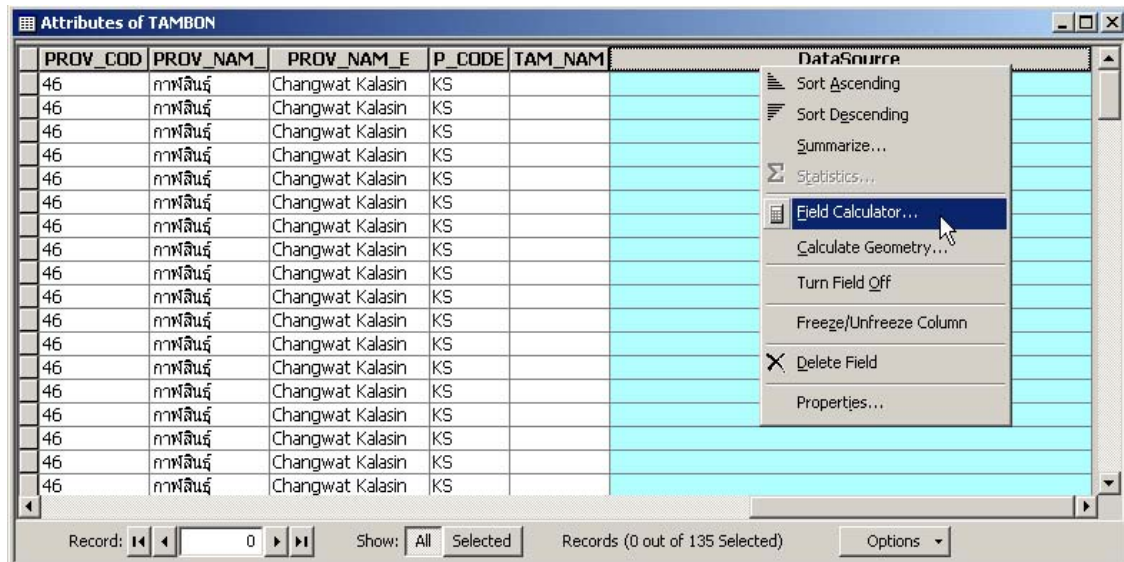 Attributes of TAMBON
PROV_COD PROV_NAM_ PROV_NAM_E P_CODE TAM_NAM DataSource
46 กาฬสินธุ์ Changwat Kalasin KS
Sort Ascending
46 กาฬสินธุ์ Changwat Kalasin KS
Sort Descending
46 กาฬสินธุ์ Changwat Kalasin KS
46 กาฬสินธุ์ Changwat Kalasin KS
Summarize...
46 กาฬสินธุ์ Changwat Kalasin KS
Statistics...
46 กาฬสินธุ์ Changwat Kalasin KS
Field Calculator...
46 กาฬสินธุ์ Changwat Kalasin KS
46 กาฬสินธุ์ Changwat Kalasin KS
Calculate Geometry...
46 กาฬสินธุ์ Changwat Kalasin KS
Turn Field Off
46 กาฬสินธุ์ Changwat Kalasin KS
46 กาฬสินธุ์ Changwat Kalasin KS
Freeze/Unfreeze Column
46 กาฬสินธุ์ Changwat Kalasin KS
46 กาฬสินธุ์ Changwat Kalasin KS
Delete Field
46 กาฬสินธุ์ Changwat Kalasin KS
Properties...
46 กาฬสินธุ์ Changwat Kalasin KS
46 กาฬสินธุ์ Changwat Kalasin KS
46 กาฬสินธุ์ Changwat Kalasin KS
46 กาฬสินธุ์ Changwat Kalasin KS
Record: 0 Show: All Selected Records (0 out of 135 Selected) Options